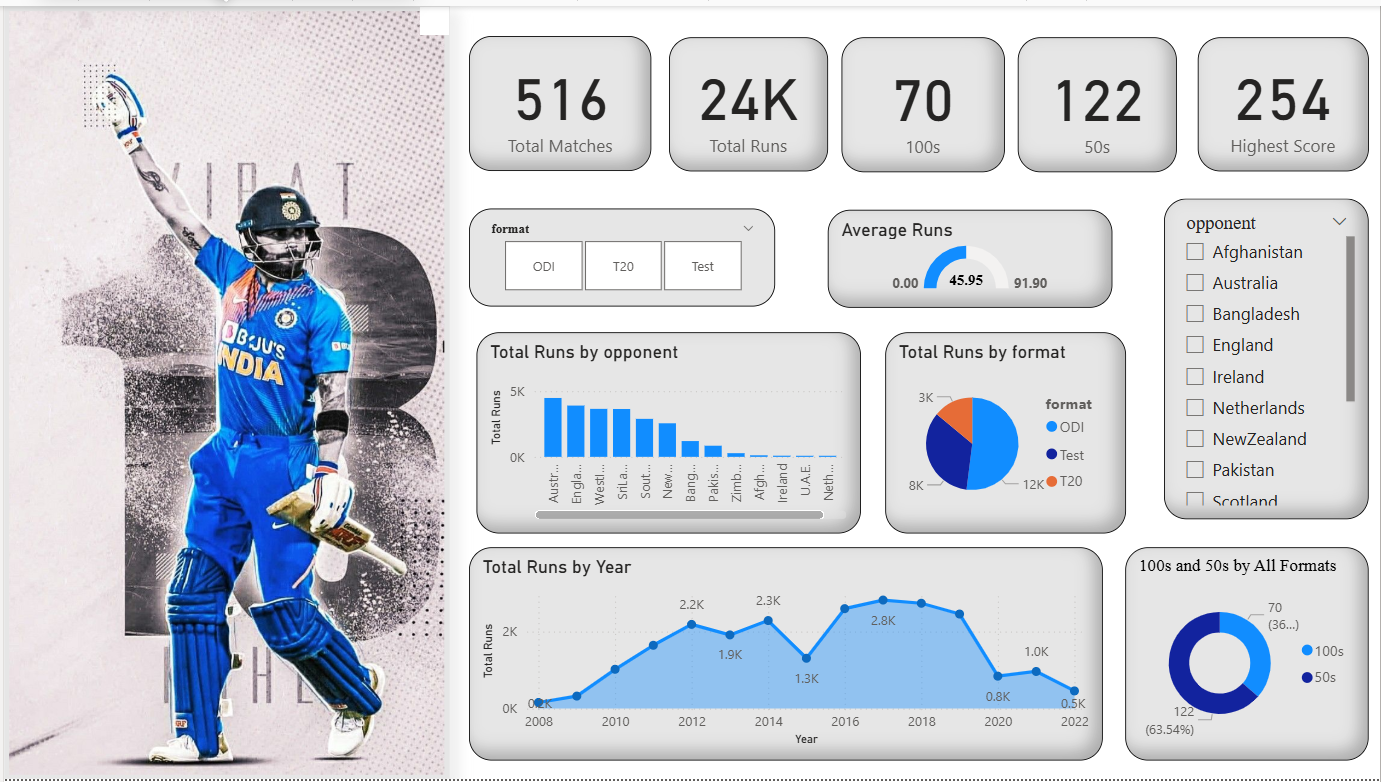 VIRAT
18
BYJU'S
INDIA
516
Total Matches
24K
Total Runs
70
100s
122
50s
254
Highest Score
format
ODI
T20
Test
Average Runs
0.00
45.95
91.90
opponent
Afghanistan
Australia
Bangladesh
England
Ireland
Netherlands
NewZealand
Pakistan
Scotland
Total Runs by opponent
Total Runs
5K
0K
Austr...
Engla...
WestI...
SriLa...
Sout...
New...
Bang...
Pakis...
Zimb...
Afgh...
Ireland
U.A.E.
Neth...
Total Runs by format
3K
8K
12K
format
ODI
Test
T20
Total Runs by Year
Total Runs
2K
0K
0.2K
2.2K
1.9K
2.3K
1.3K
2.8K
0.8K
1.0K
0.5K
2008
2010
2012
2014
2016
2018
2020
2022
Year
100s and 50s by All Formats
70
(36...)
122
(63.54%)
100s
50s